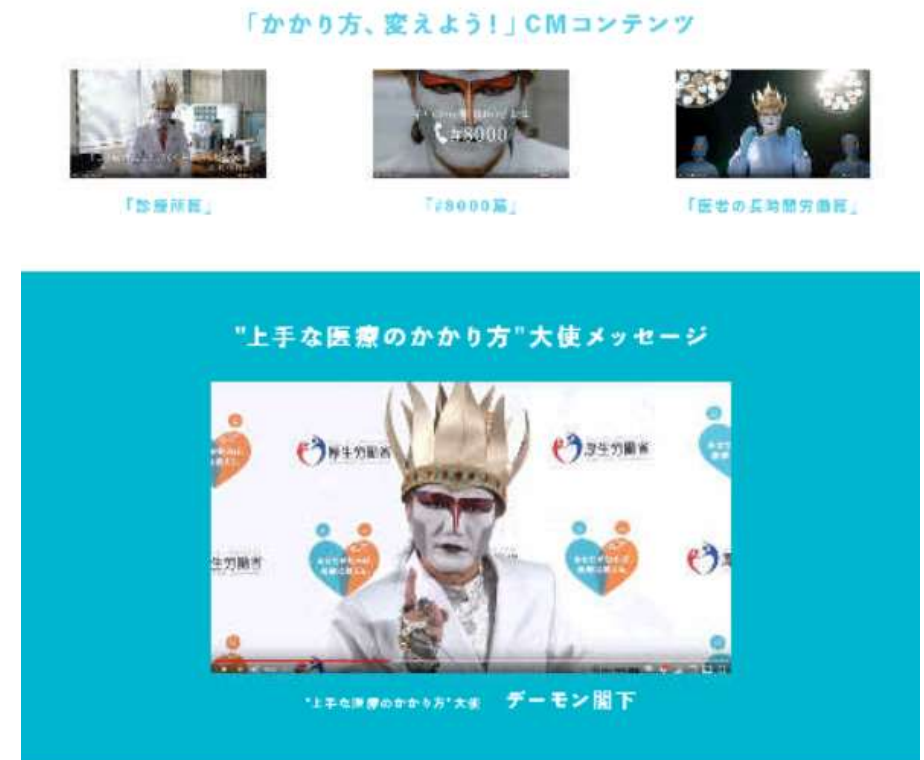 「かかり方、変えよう!」CMコンテンツ
#8000
「診療所篇」
「#8000篇」
「医者の長時間労働篇」
"上手な医療のかかり方"大使メッセージ
厚生労働省
厚生労働省
生労働省
"上手な医療のかかり方"大使 デーモン閣下